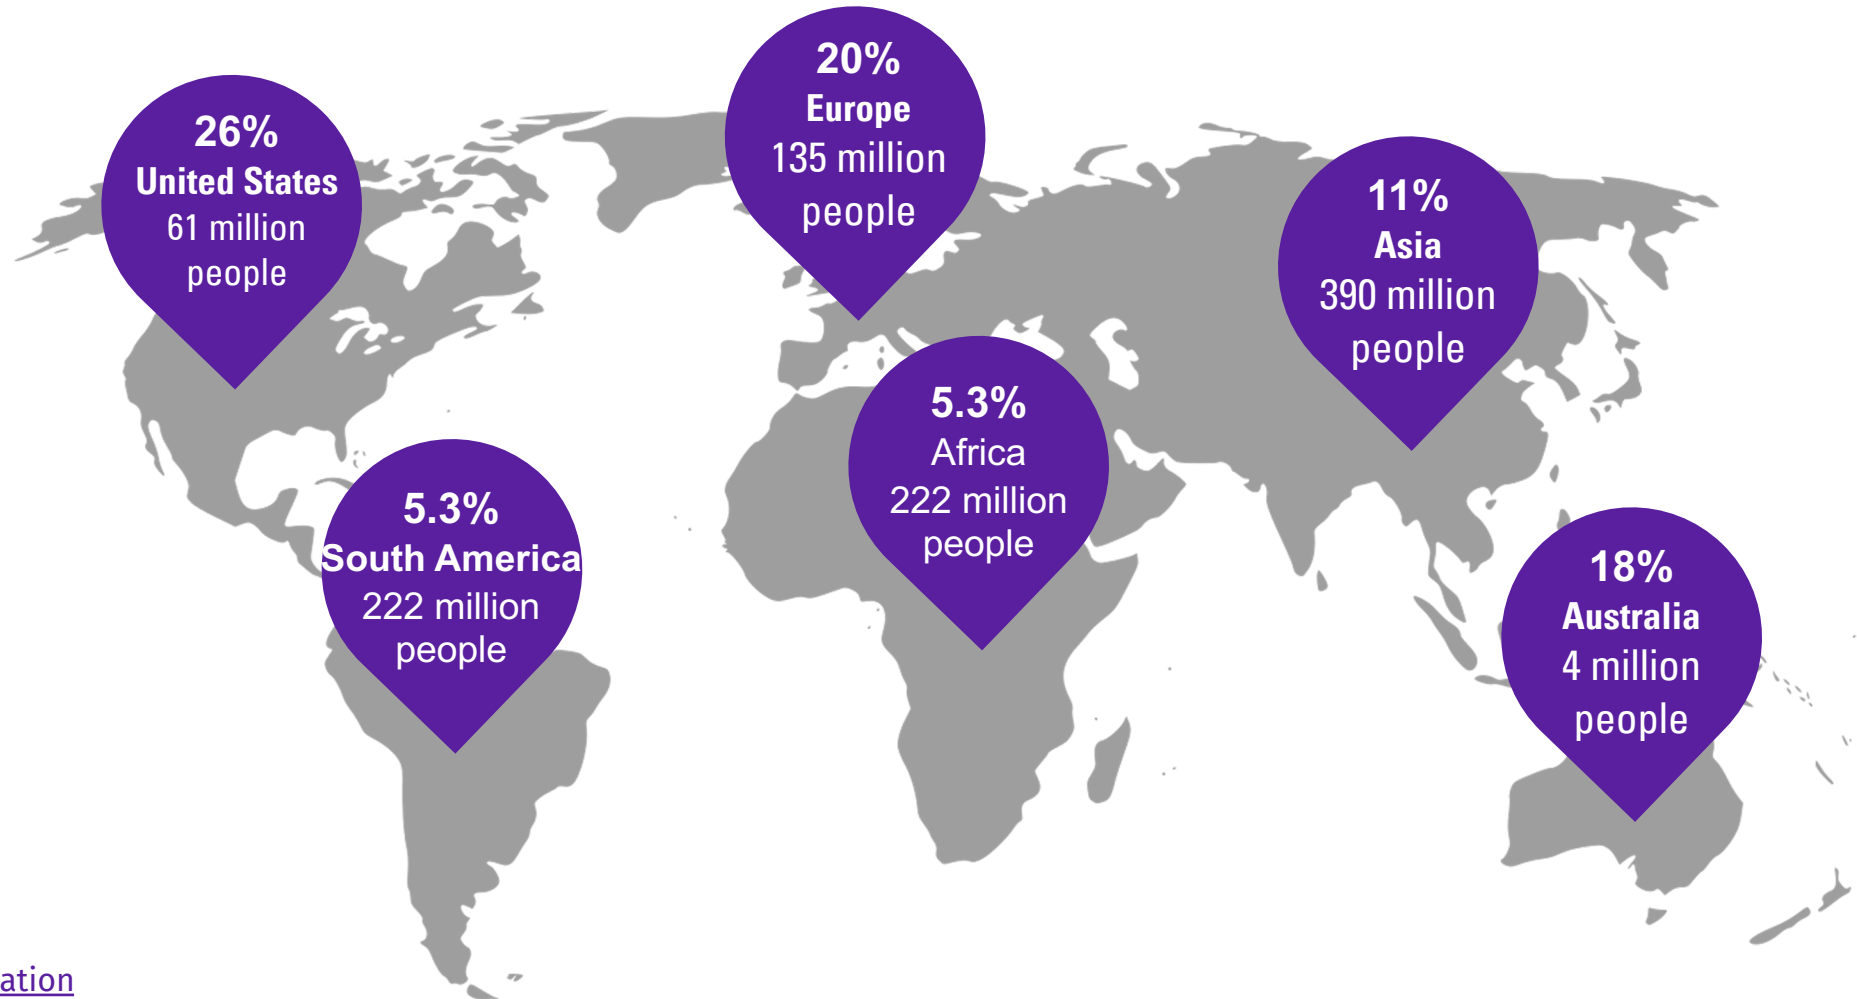 26%
United States
61 million
people
20%
Europe
135 million
people
11%
Asia
390 million
people
5.3%
Africa
222 million
people
5.3%
South America
222 million
people
18%
Australia
4 million
people
ation